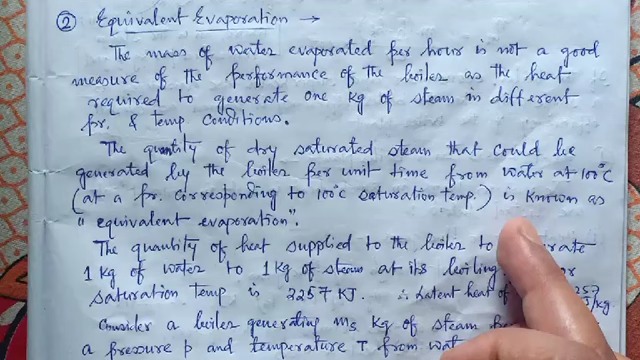 ② Equivalent Evaporation →
The mass of water evaporated per hour is not a good
measure of the performance of the boiler as the heat
required to generate one kg of steam in different
pr. & temp Conditions.
The quantity of dry saturated steam that could be
generated by the boiler per unit time from water at 100°C
(at a pr. Corresponding to 100°C saturation temp.) is known as
"equivalent evaporation".
The quantity of heat supplied to the boiler to
1 kg of water to 1 kg of steam at its boiling
saturation temp is 2257 KJ. ∴ Latent heat of
Consider a boiler generating ms kg of steam
a pressure p and temperature T from